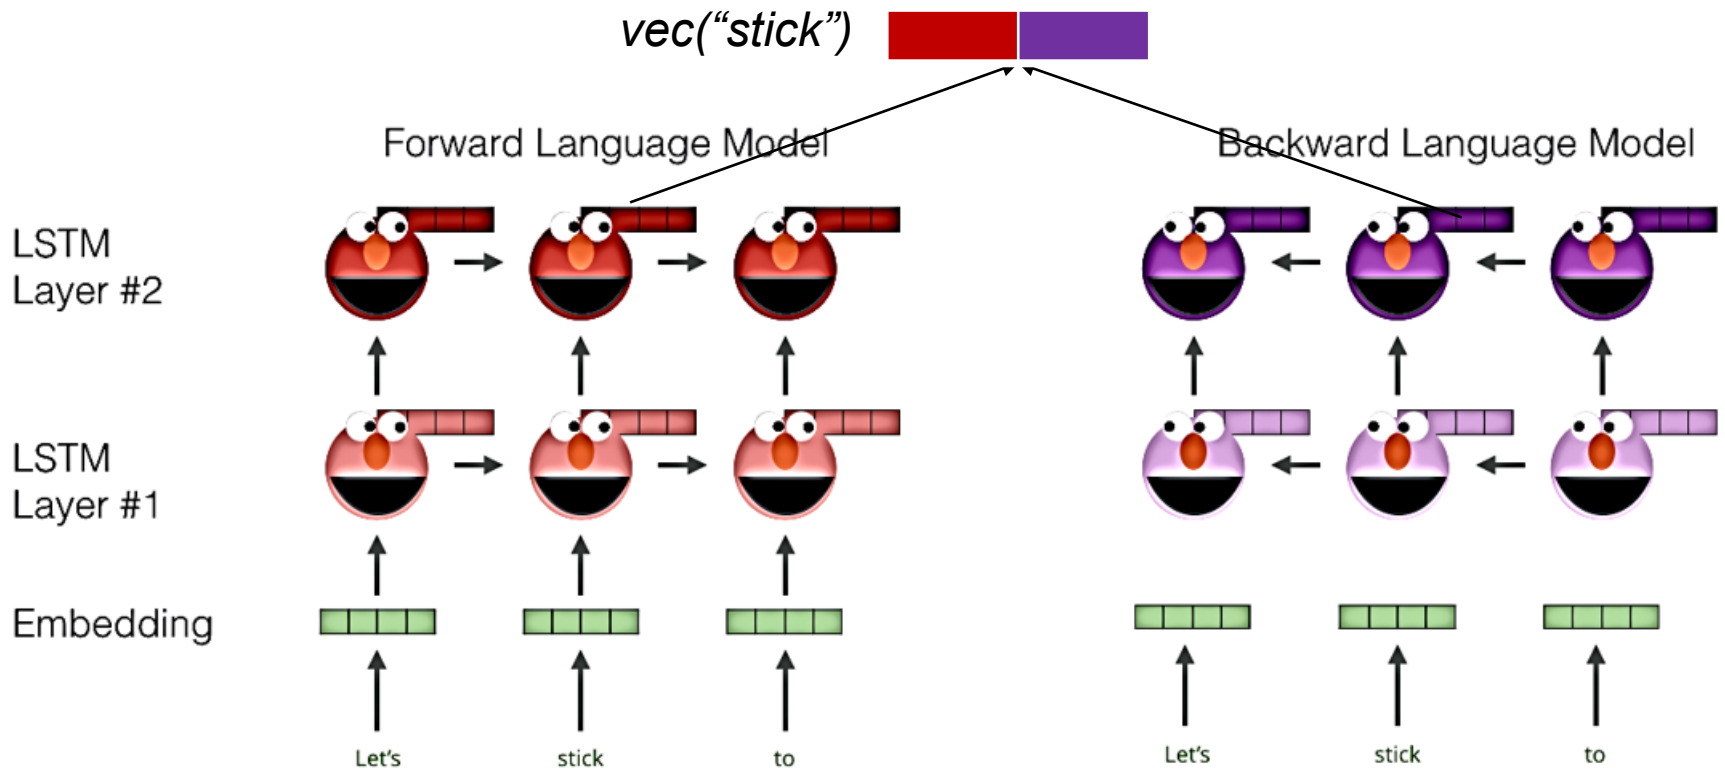 vec(“stick”)
Forward Language Model
Backward Language Model
LSTM
Layer #2
LSTM
Layer #1
Embedding
Let's
stick
to
Let's
stick
to